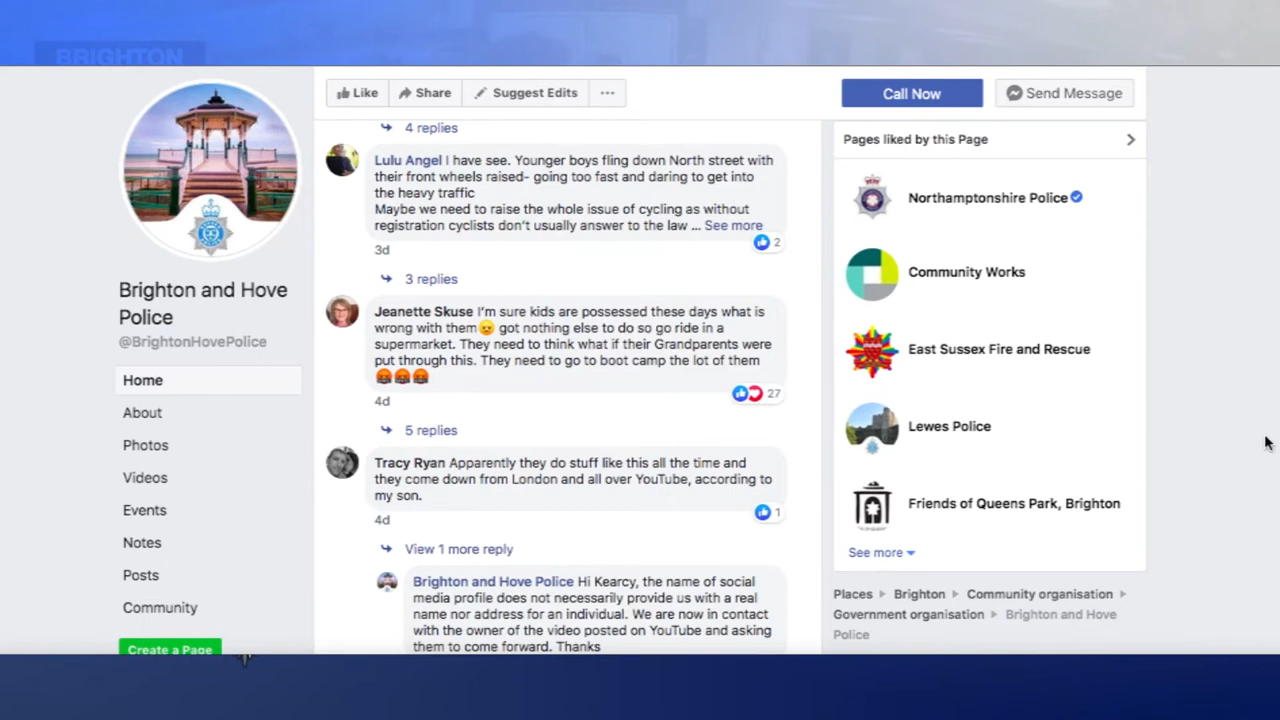 BRIGHTON
Like
Share
Suggest Edits
Call Now
Send Message
Brighton and Hove
Police
@BrightonHovePolice
Home
About
Photos
Videos
Events
Notes
Posts
Community
Create a Page
4 replies
Lulu Angel I have see. Younger boys fling down North street with
their front wheels raised- going too fast and daring to get into
the heavy traffic
Maybe we need to raise the whole issue of cycling as without
registration cyclists don't usually answer to the law ... See more
2
3d
3 replies
Jeanette Skuse I'm sure kids are possessed these days what is
wrong with them😠 got nothing else to do so go ride in a
supermarket. They need to think what if their Grandparents were
put through this. They need to go to boot camp the lot of them
🤬🤬🤬
27
4d
5 replies
Tracy Ryan Apparently they do stuff like this all the time and
they come down from London and all over YouTube, according to
my son.
1
4d
View 1 more reply
Brighton and Hove Police Hi Kearcy, the name of social
media profile does not necessarily provide us with a real
name nor address for an individual. We are now in contact
with the owner of the video posted on YouTube and asking
them to come forward. Thanks
Pages liked by this Page
Northamptonshire Police
Community Works
East Sussex Fire and Rescue
Lewes Police
Friends of Queens Park, Brighton
See more
Places Brighton Community organisation
Government organisation Brighton and Hove
Police